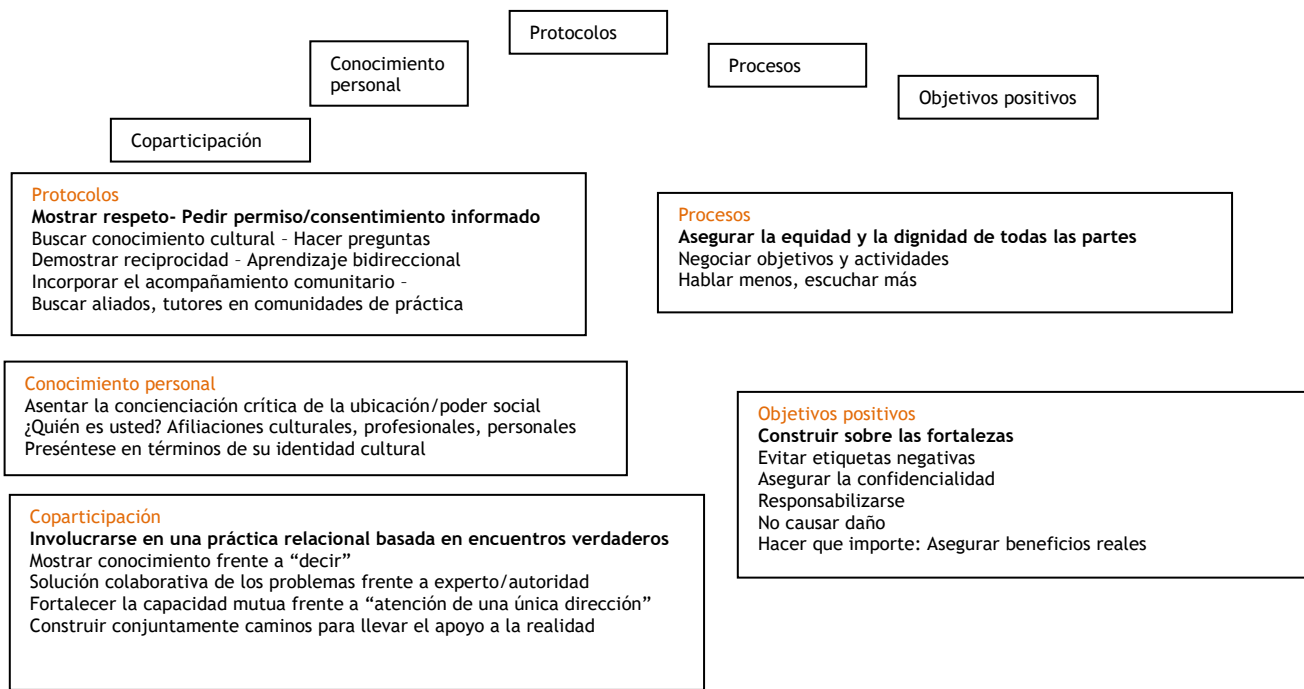 Protocolos
Conocimiento
personal
Procesos
Objetivos positivos
Coparticipación
Protocolos
Mostrar respeto- Pedir permiso/consentimiento informado
Buscar conocimiento cultural – Hacer preguntas
Demostrar reciprocidad – Aprendizaje bidireccional
Incorporar el acompañamiento comunitario –
Buscar aliados, tutores en comunidades de práctica
Procesos
Asegurar la equidad y la dignidad de todas las partes
Negociar objetivos y actividades
Hablar menos, escuchar más
Conocimiento personal
Asentar la concienciación crítica de la ubicación/poder social
¿Quién es usted? Afiliaciones culturales, profesionales, personales
Preséntese en términos de su identidad cultural
Objetivos positivos
Construir sobre las fortalezas
Evitar etiquetas negativas
Asegurar la confidencialidad
Responsabilizarse
No causar daño
Hacer que importe: Asegurar beneficios reales
Coparticipación
Involucrarse en una práctica relacional basada en encuentros verdaderos
Mostrar conocimiento frente a “decir”
Solución colaborativa de los problemas frente a experto/autoridad
Fortalecer la capacidad mutua frente a “atención de una única dirección”
Construir conjuntamente caminos para llevar el apoyo a la realidad